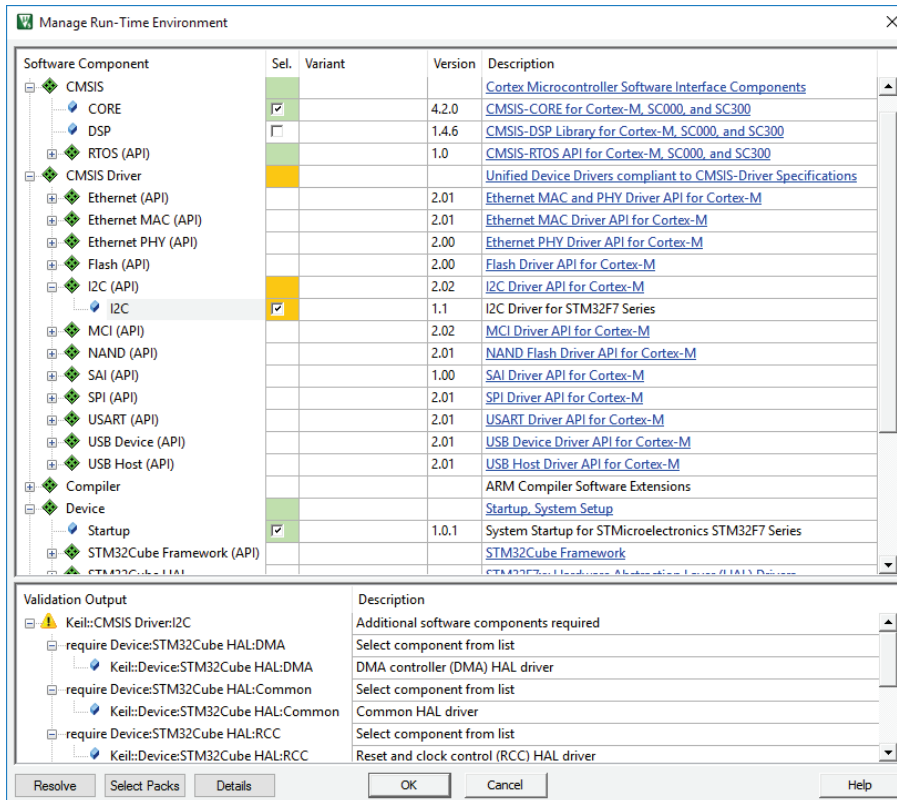 Manage Run-Time Environment
Software Component Sel. Variant Version Description
CMSIS Cortex Microcontroller Software Interface Components
CORE 4.2.0 CMSIS-CORE for Cortex-M, SC000, and SC300
DSP 1.4.6 CMSIS-DSP Library for Cortex-M, SC000, and SC300
RTOS (API) 1.0 CMSIS-RTOS API for Cortex-M, SC000, and SC300
CMSIS Driver Unified Device Drivers compliant to CMSIS-Driver Specifications
Ethernet (API) 2.01 Ethernet MAC and PHY Driver API for Cortex-M
Ethernet MAC (API) 2.01 Ethernet MAC Driver API for Cortex-M
Ethernet PHY (API) 2.00 Ethernet PHY Driver API for Cortex-M
Flash (API) 2.00 Flash Driver API for Cortex-M
I2C (API) 2.02 I2C Driver API for Cortex-M
I2C 1.1 I2C Driver for STM32F7 Series
MCI (API) 2.02 MCI Driver API for Cortex-M
NAND (API) 2.01 NAND Flash Driver API for Cortex-M
SAI (API) 1.00 SAI Driver API for Cortex-M
SPI (API) 2.01 SPI Driver API for Cortex-M
USART (API) 2.01 USART Driver API for Cortex-M
USB Device (API) 2.01 USB Device Driver API for Cortex-M
USB Host (API) 2.01 USB Host Driver API for Cortex-M
Compiler ARM Compiler Software Extensions
Device Startup, System Setup
Startup 1.0.1 System Startup for STMicroelectronics STM32F7 Series
STM32Cube Framework (API) STM32Cube Framework
STM32Cube HAL STM32F7xx Hardware Abstraction Layer (HAL) Drivers
Validation Output Description
Keil::CMSIS Driver:I2C Additional software components required
require Device:STM32Cube HAL:DMA Select component from list
Keil::Device:STM32Cube HAL:DMA DMA controller (DMA) HAL driver
require Device:STM32Cube HAL:Common Select component from list
Keil::Device:STM32Cube HAL:Common Common HAL driver
require Device:STM32Cube HAL:RCC Select component from list
Keil::Device:STM32Cube HAL:RCC Reset and clock control (RCC) HAL driver
Resolve Select Packs Details OK Cancel Help